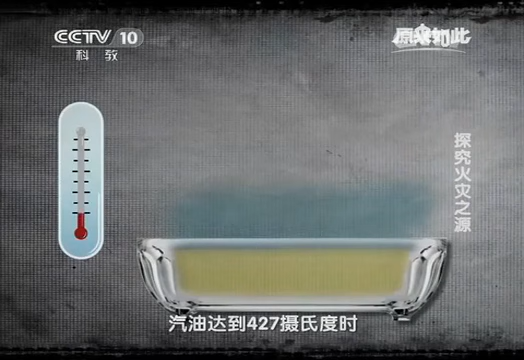 CCTV 10
科教
原来如此
探究火灾之源
汽油达到427摄氏度时